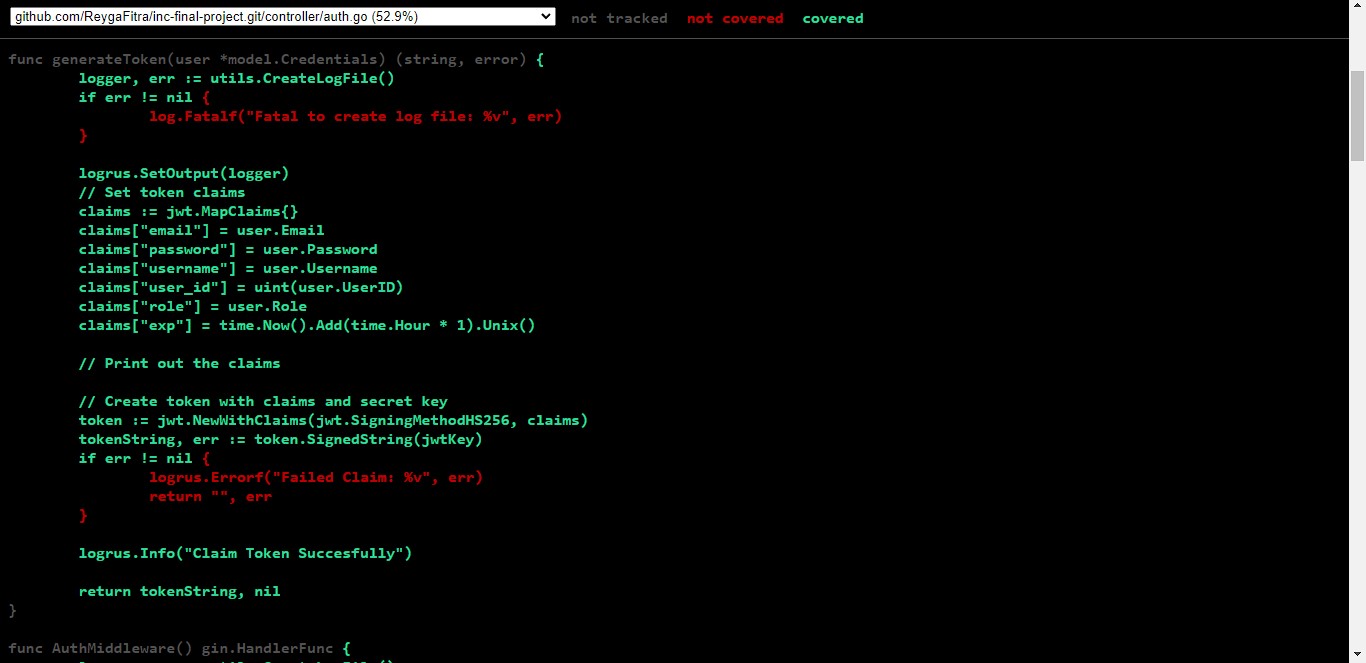 github.com/ReygaFitra/inc-final-project.git/controller/auth.go (52.9%) not tracked not covered covered
func generateToken(user *model.Credentials) (string, error) {
logger, err := utils.CreateLogFile()
if err != nil {
log.Fatalf("Fatal to create log file: %v", err)
}
logrus.SetOutput(logger)
// Set token claims
claims := jwt.MapClaims{}
claims["email"] = user.Email
claims["password"] = user.Password
claims["username"] = user.Username
claims["user_id"] = uint(user.UserID)
claims["role"] = user.Role
claims["exp"] = time.Now().Add(time.Hour * 1).Unix()
// Print out the claims
// Create token with claims and secret key
token := jwt.NewWithClaims(jwt.SigningMethodHS256, claims)
tokenString, err := token.SignedString(jwtKey)
if err != nil {
logrus.Errorf("Failed Claim: %v", err)
return "", err
}
logrus.Info("Claim Token Succesfully")
return tokenString, nil
}
func AuthMiddleware() gin.HandlerFunc {